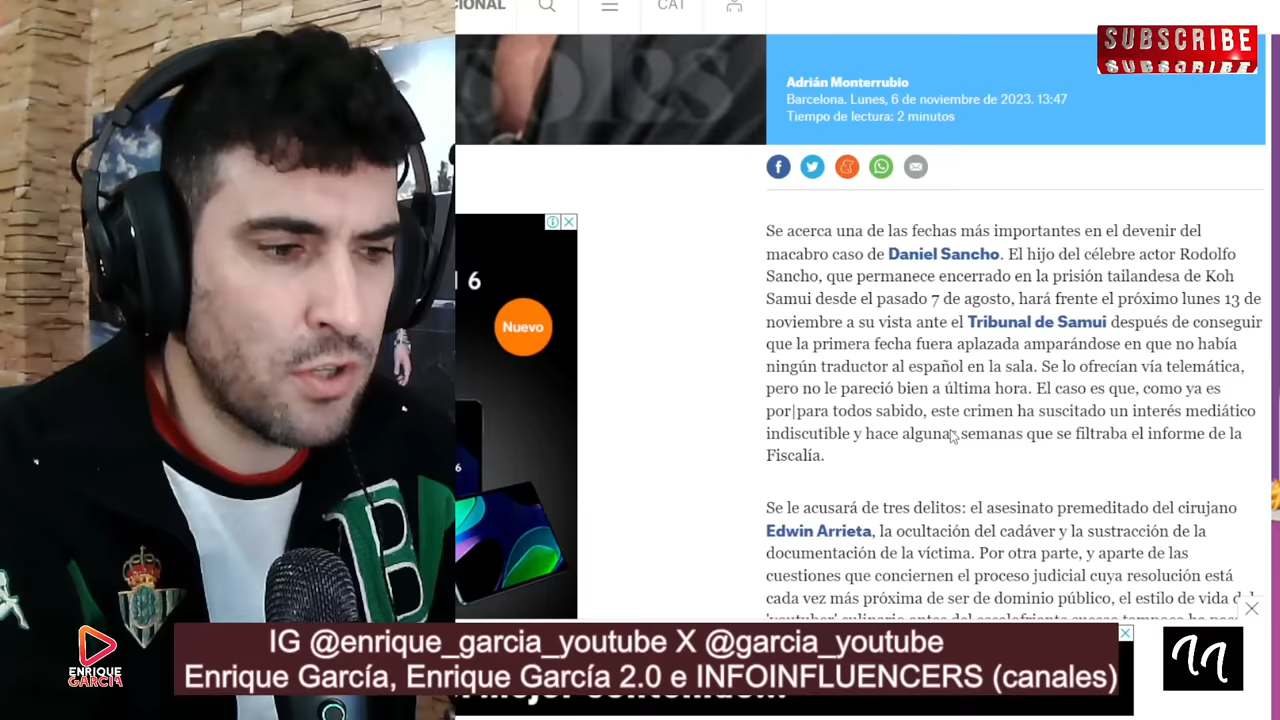 CIONAL
CAT
SUBSCRIBE
Adrián Monterrubio
Barcelona. Lunes, 6 de noviembre de 2023. 13:47
Tiempo de lectura: 2 minutos
Se acerca una de las fechas más importantes en el devenir del
macabro caso de Daniel Sancho. El hijo del célebre actor Rodolfo
Sancho, que permanece encerrado en la prisión tailandesa de Koh
Samui desde el pasado 7 de agosto, hará frente el próximo lunes 13 de
noviembre a su vista ante el Tribunal de Samui después de conseguir
que la primera fecha fuera aplazada amparándose en que no había
ningún traductor al español en la sala. Se lo ofrecían vía telemática,
pero no le pareció bien a última hora. El caso es que, como ya es
por|para todos sabido, este crimen ha suscitado un interés mediático
indiscutible y hace algunas semanas que se filtraba el informe de la
Fiscalía.
Se le acusará de tres delitos: el asesinato premeditado del cirujano
Edwin Arrieta, la ocultación del cadáver y la sustracción de la
documentación de la víctima. Por otra parte, y aparte de las
cuestiones que conciernen el proceso judicial cuya resolución está
cada vez más próxima de ser de dominio público, el estilo de vida del
6
Nuevo
6
B
ENRIQUE
GARCÍA
IG @enrique_garcia_youtube X @garcia_youtube
Enrique García, Enrique García 2.0 e INFOINFLUENCERS (canales)